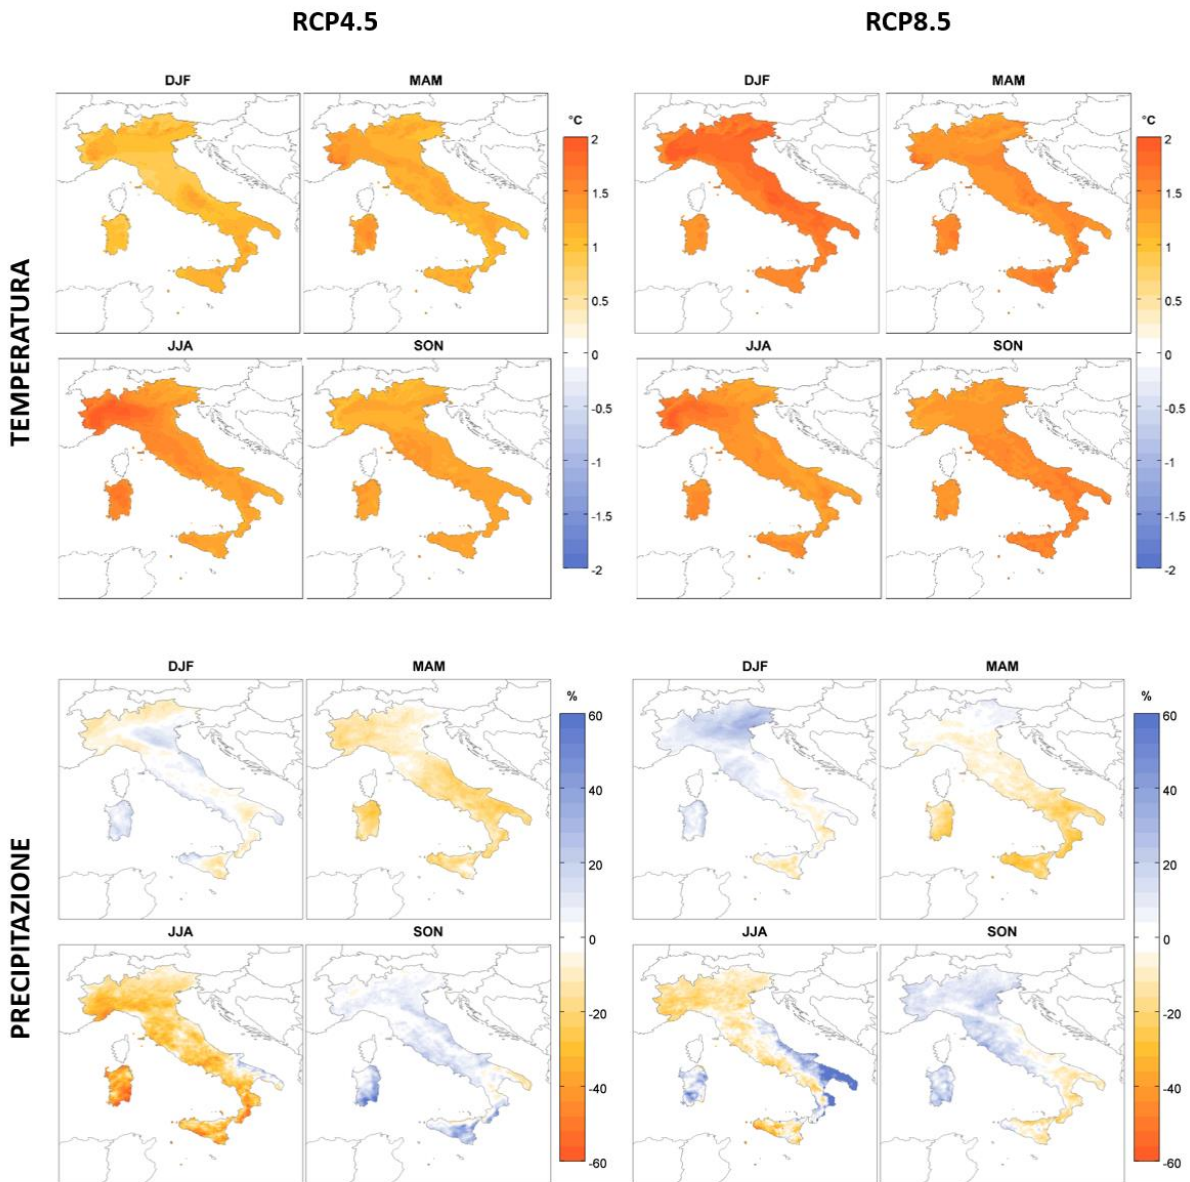 RCP4.5 RCP8.5
DJF MAM DJF MAM
°C °C
2 2
1.5 1.5
1 1
0.5 0.5
TEMPERATURA
JJA SON JJA SON
0 0
-0.5 -0.5
-1 -1
-1.5 -1.5
-2 -2
DJF MAM DJF MAM
% %
60 60
40 40
20 20
PRECIPITAZIONE
JJA SON JJA SON
0 0
-20 -20
-40 -40
-60 -60